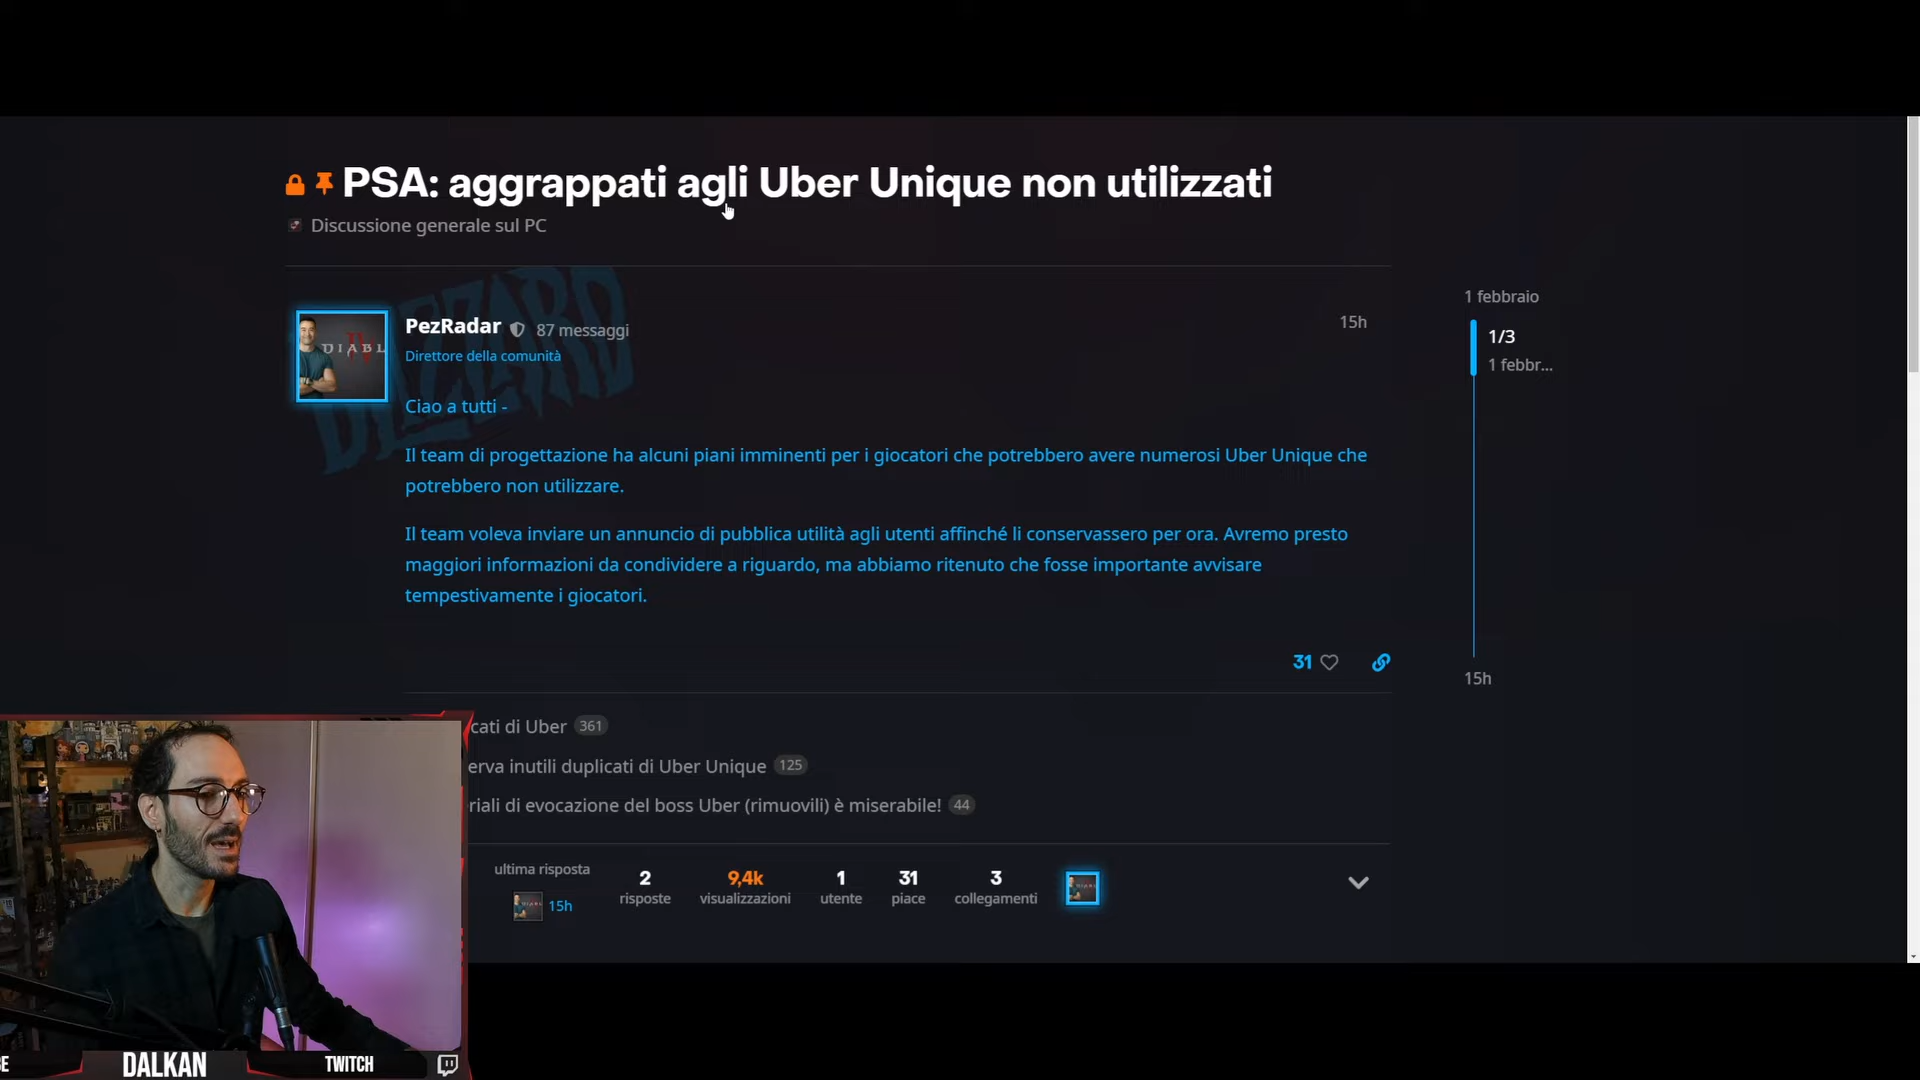 PSA: aggrappati agli Uber Unique non utilizzati
Discussione generale sul PC
BLIZZARD
DIABL
PezRadar 87 messaggi
15h
Direttore della comunità
1 febbraio
1/3
1 febbr...
Ciao a tutti -
Il team di progettazione ha alcuni piani imminenti per i giocatori che potrebbero avere numerosi Uber Unique che
potrebbero non utilizzare.
Il team voleva inviare un annuncio di pubblica utilità agli utenti affinché li conservassero per ora. Avremo presto
maggiori informazioni da condividere a riguardo, ma abbiamo ritenuto che fosse importante avvisare
tempestivamente i giocatori.
31
15h
cati di Uber 361
erva inutili duplicati di Uber Unique 125
eriali di evocazione del boss Uber (rimuovili) è miserabile! 44
ultima risposta
15h
2
risposte
9,4k
visualizzazioni
1
utente
31
piace
3
collegamenti
BE
DALKAN
TWITCH